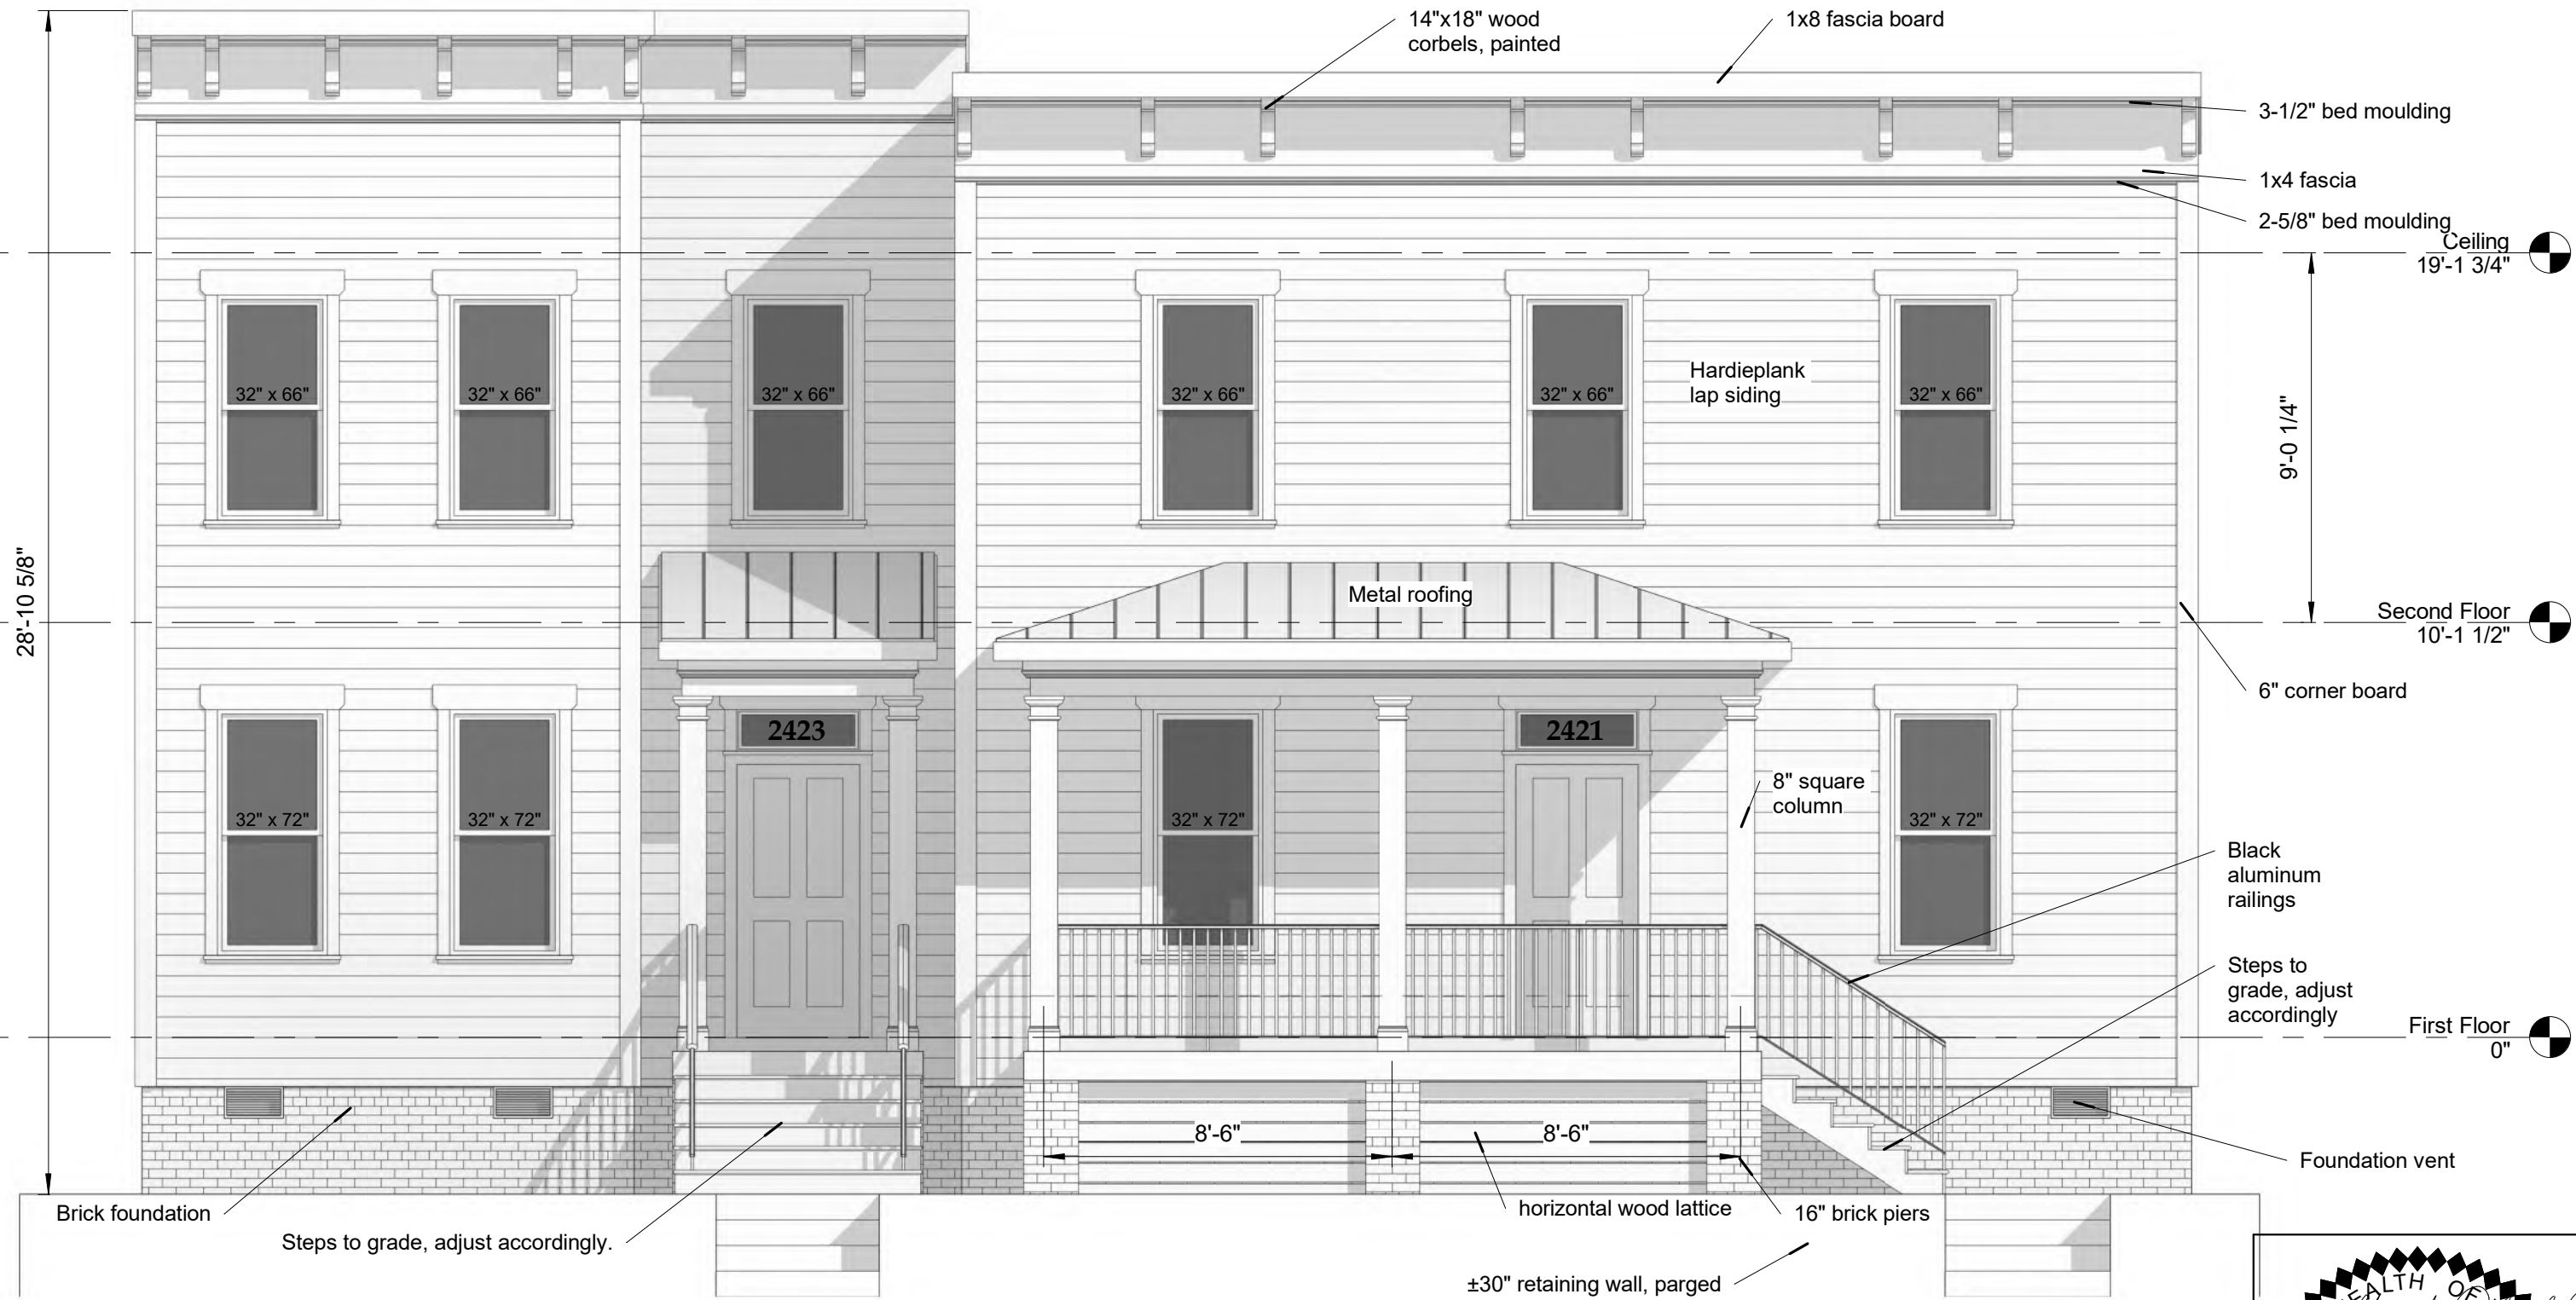 14"x18" wood
corbels, painted
1x8 fascia board
3-1/2" bed moulding
1x4 fascia
2-5/8" bed moulding
Ceiling
19'-1 3/4"
32" x 66"
32" x 66"
32" x 66"
32" x 66"
32" x 66"
32" x 66"
Hardieplank
lap siding
9'-0 1/4"
28'-10 5/8"
Metal roofing
Second Floor
10'-1 1/2"
6" corner board
2423
2421
8" square
column
32" x 72"
32" x 72"
32" x 72"
32" x 72"
Black
aluminum
railings
Steps to
grade, adjust
accordingly
First Floor
0"
8'-6"
8'-6"
Foundation vent
Brick foundation
Steps to grade, adjust accordingly.
horizontal wood lattice
16" brick piers
±30" retaining wall, parged